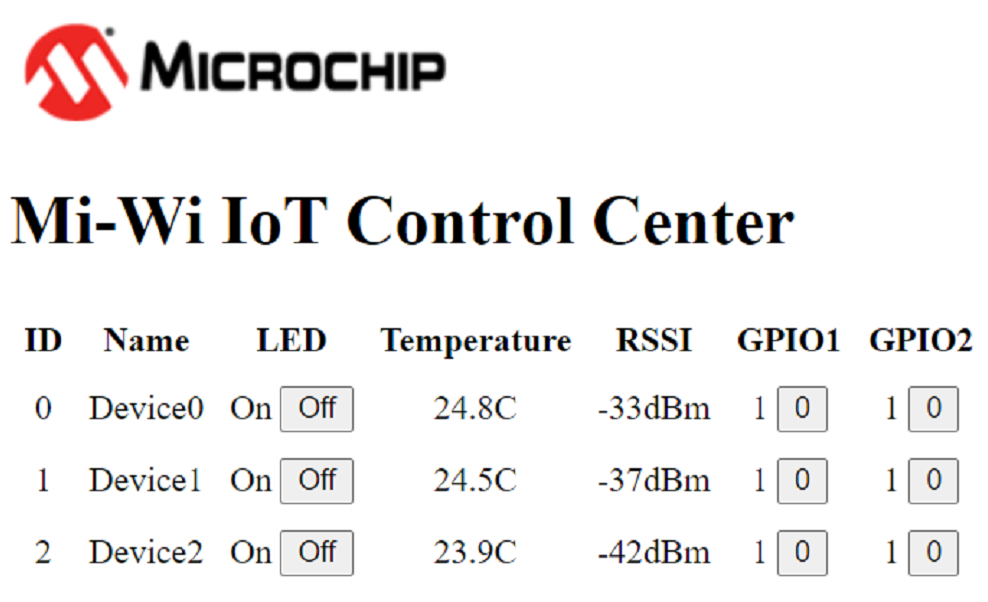 MICROCHIP
Mi-Wi IoT Control Center
ID Name LED Temperature RSSI GPIO1 GPIO2
0 Device0 On Off 24.8C -33dBm 1 0 1 0
1 Device1 On Off 24.5C -37dBm 1 0 1 0
2 Device2 On Off 23.9C -42dBm 1 0 1 0